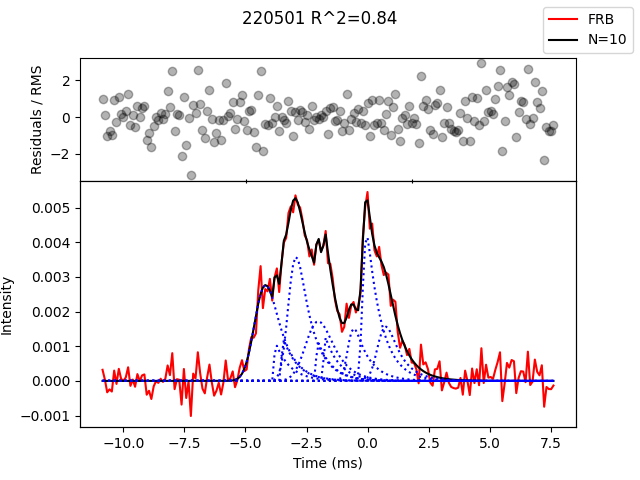 220501 R^2=0.84
FRB
N=10
Residuals / RMS
2
0
−2
Intensity
0.005
0.004
0.003
0.002
0.001
0.000
−0.001
−10.0 −7.5 −5.0 −2.5 0.0 2.5 5.0 7.5
Time (ms)